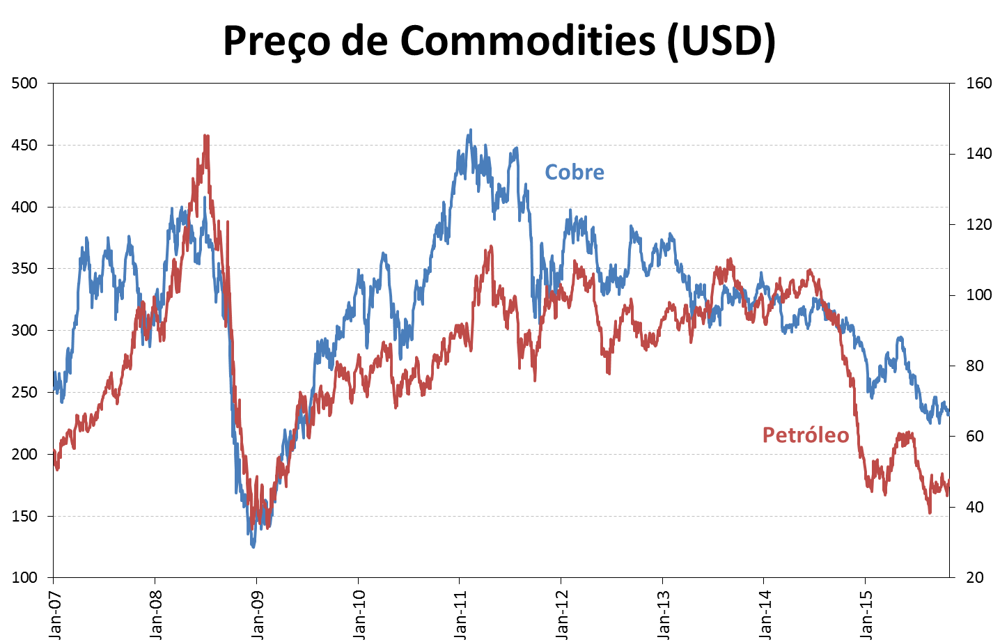 Preço de Commodities (USD)
500
450
400
350
300
250
200
150
100
160
140
120
100
80
60
40
20
Cobre
Petróleo
Jan-07
Jan-08
Jan-09
Jan-10
Jan-11
Jan-12
Jan-13
Jan-14
Jan-15